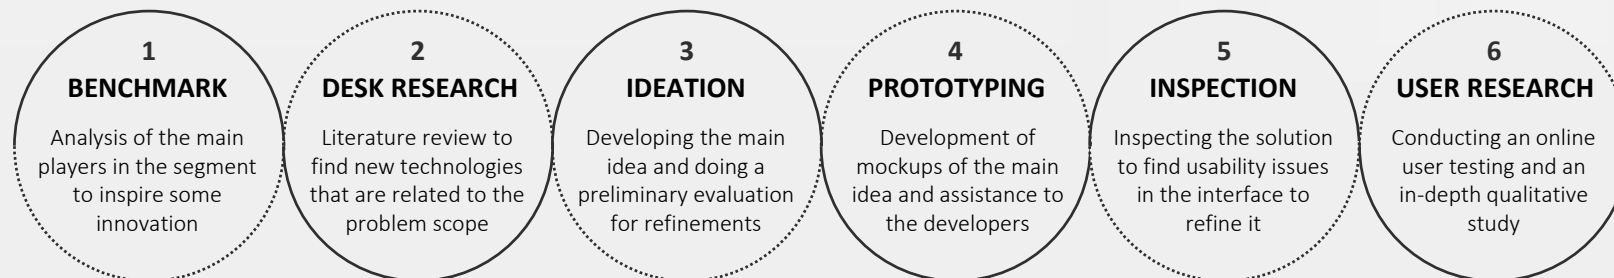 1
BENCHMARK
Analysis of the main
players in the segment
to inspire some
innovation
2
DESK RESEARCH
Literature review to
find new technologies
that are related to the
problem scope
3
IDEATION
Developing the main
idea and doing a
preliminary evaluation
for refinements
4
PROTOTYPING
Development of
mockups of the main
idea and assistance to
the developers
5
INSPECTION
Inspecting the solution
to find usability issues
in the interface to
refine it
6
USER RESEARCH
Conducting an online
user testing and an
in-depth qualitative
study